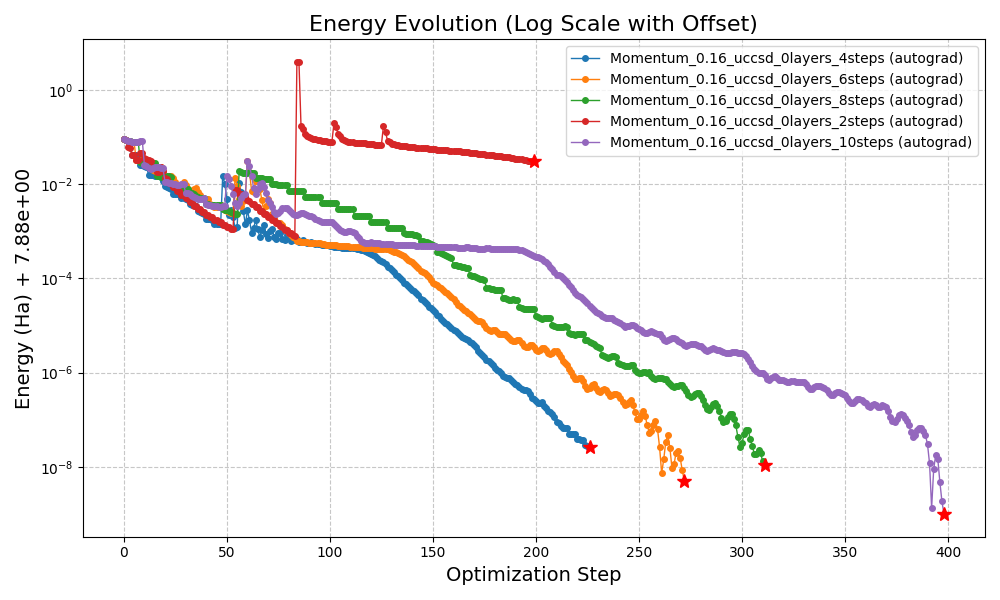 Energy Evolution (Log Scale with Offset)
Energy (Ha) + 7.88e+00
10⁰
10⁻²
10⁻⁴
10⁻⁶
10⁻⁸
Momentum_0.16_uccsd_0layers_4steps (autograd)
Momentum_0.16_uccsd_0layers_6steps (autograd)
Momentum_0.16_uccsd_0layers_8steps (autograd)
Momentum_0.16_uccsd_0layers_2steps (autograd)
Momentum_0.16_uccsd_0layers_10steps (autograd)
0 50 100 150 200 250 300 350 400
Optimization Step